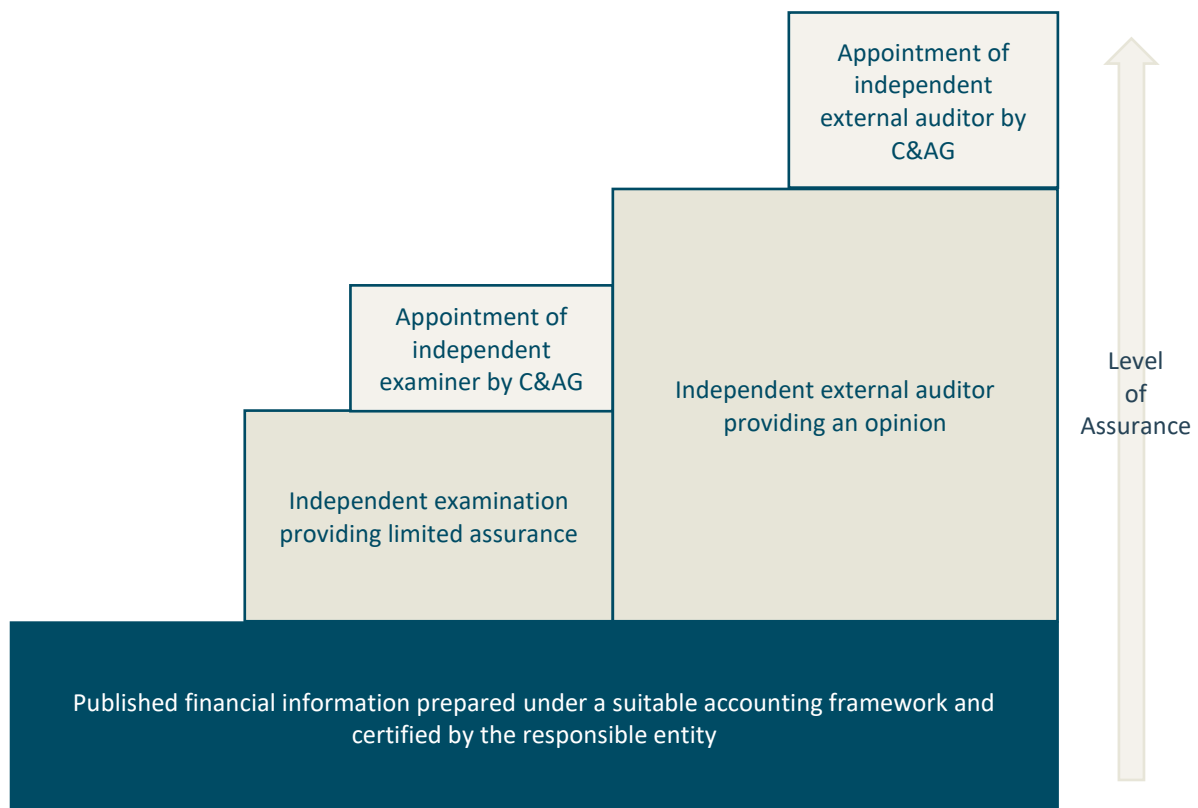 Appointment of
independent
external auditor by
C&AG
Appointment of
independent
examiner by C&AG
Independent external auditor
providing an opinion
Level
of
Assurance
Independent examination
providing limited assurance
Published financial information prepared under a suitable accounting framework and
certified by the responsible entity